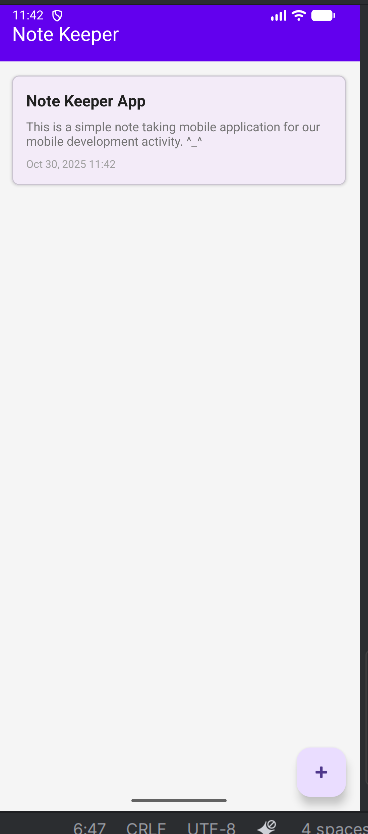 11:42
Note Keeper
Note Keeper App
This is a simple note taking mobile application for our
mobile development activity. ^_^
Oct 30, 2025 11:42
+
6:47 CRLF UTF-8 4 spaces